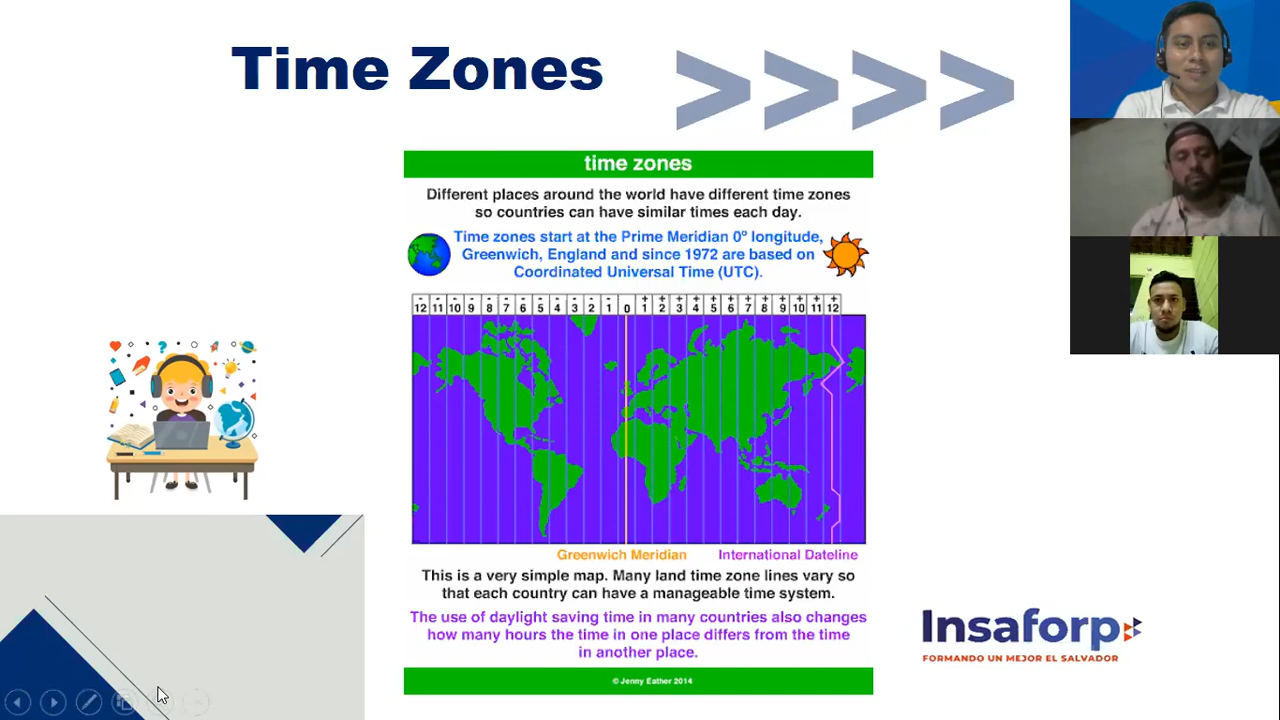 Time Zones
time zones
Different places around the world have different time zones
so countries can have similar times each day.
Time zones start at the Prime Meridian 0º longitude,
Greenwich, England and since 1972 are based on
Coordinated Universal Time (UTC).
- - - - - - - - - - - - 0 + + + + + + + + + + + +
12 11 10 9 8 7 6 5 4 3 2 1 1 2 3 4 5 6 7 8 9 10 11 12
Greenwich Meridian International Dateline
This is a very simple map. Many land time zone lines vary so
that each country can have a manageable time system.
The use of daylight saving time in many countries also changes
how many hours the time in one place differs from the time
in another place.
© Jenny Eather 2014
Insaforp
FORMANDO UN MEJOR EL SALVADOR